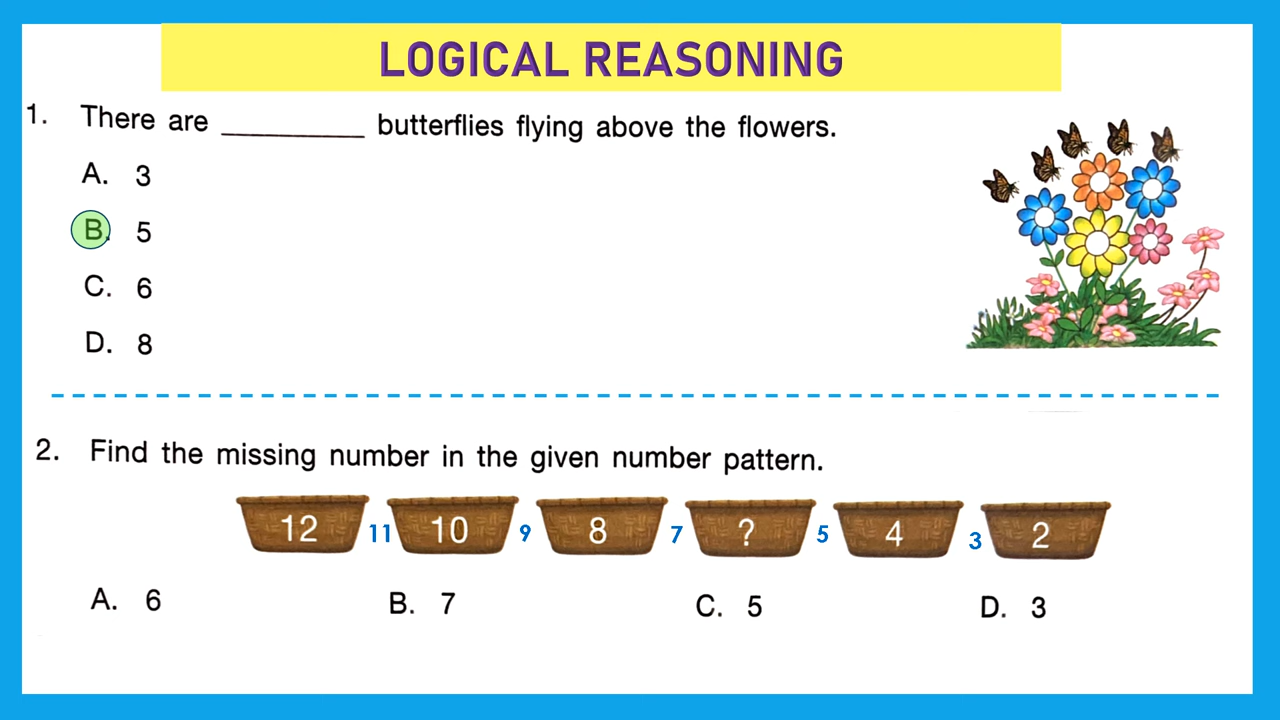 LOGICAL REASONING
1. There are __________ butterflies flying above the flowers.
A. 3
B. 5
C. 6
D. 8
2. Find the missing number in the given number pattern.
12 11 10 9 8 7 ? 5 4 3 2
A. 6 B. 7 C. 5 D. 3